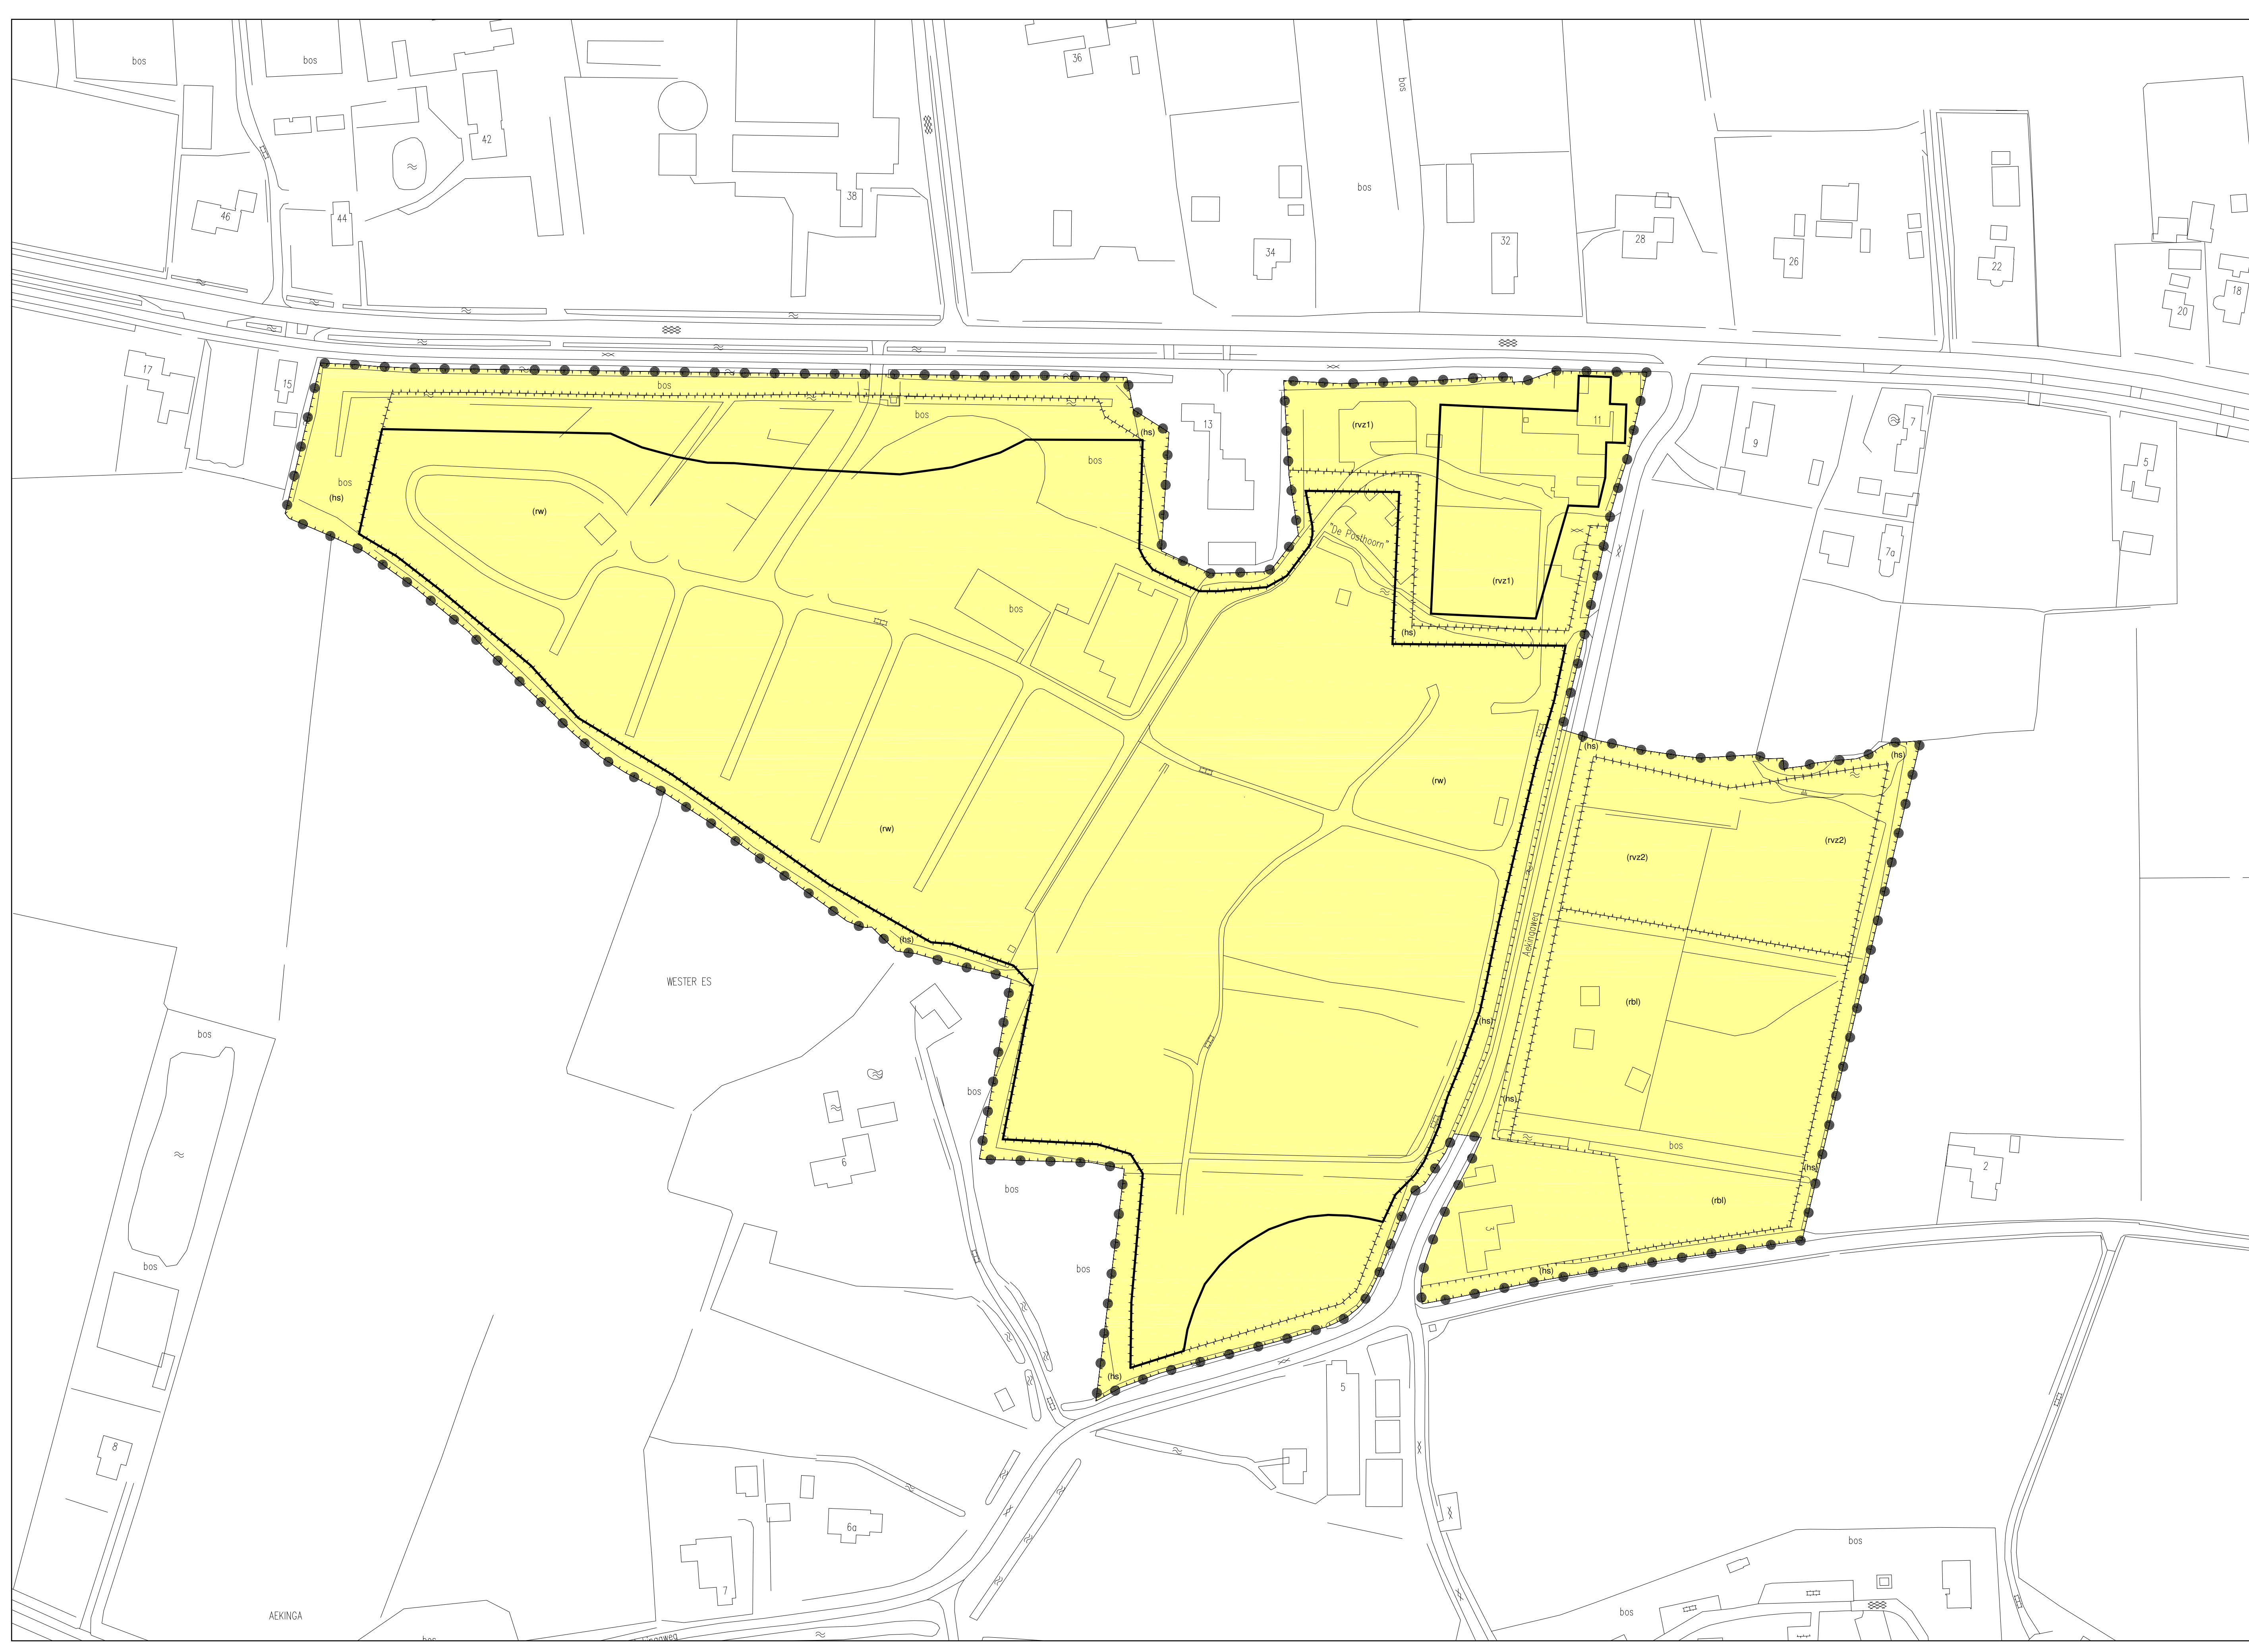 bos
bos
36
bos
42
38
46
44
bos
34
32
28
26
22
20
18
17
15
bos
bos
13
(hs)
(rvz1)
11
9
7
5
bos
bos
(hs)
(rw)
"De Posthoorn"
7a
(rvz1)
bos
(hs)
(hs)
(hs)
(rw)
(rw)
(rvz2)
(rvz2)
Aekingaweg
(hs)
WESTER ES
(rbl)
(hs)
bos
bos
(hs)
bos
6
2
(hs)
bos
(rbl)
3
bos
bos
(hs)
(hs)
5
8
6a
bos
7
bos
AEKINGA